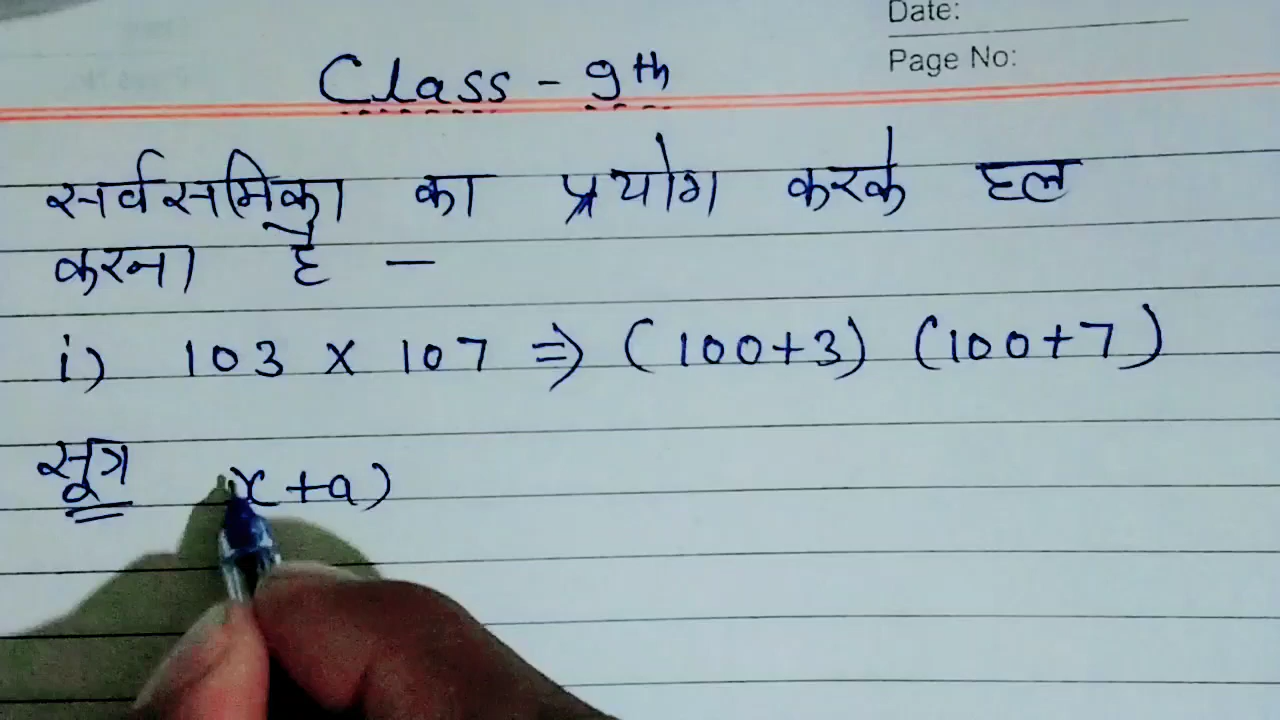 Date:
Page No:
Class - 9th
सर्वसमिका का प्रयोग करके हल
करना है -
i) 103 x 107 ⇒ (100+3) (100+7)
सूत्र x+a)